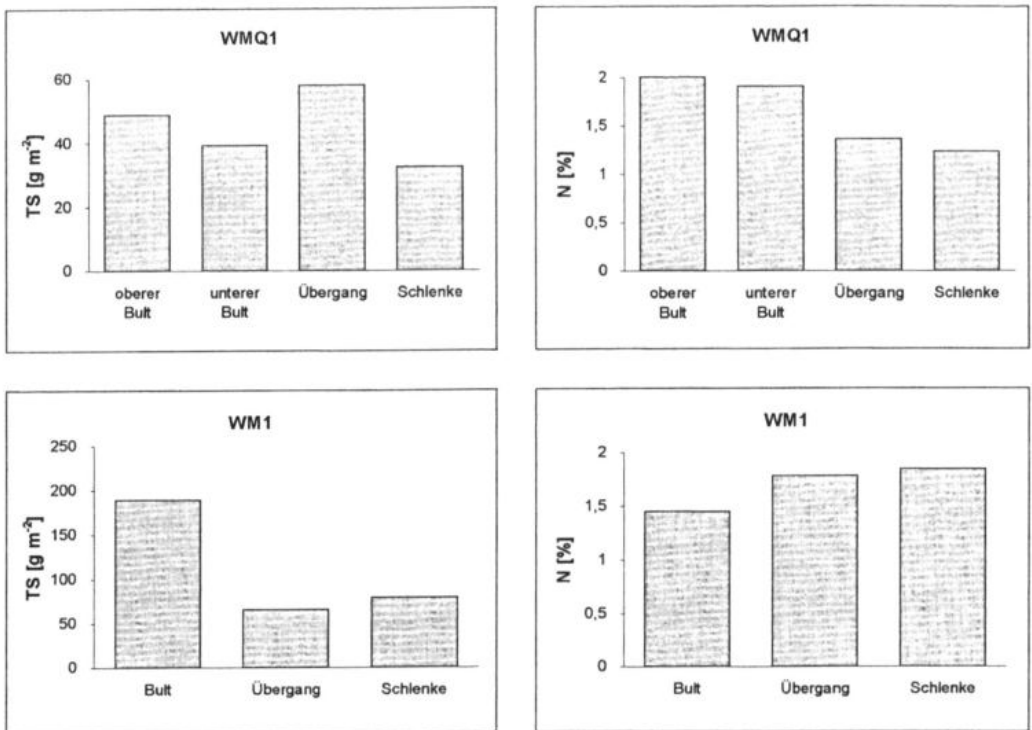 WMQ1
TS [g m⁻²]
60
40
20
0
oberer
Bult
unterer
Bult
Übergang
Schlenke
WMQ1
N [%]
2
1,5
1
0,5
0
oberer
Bult
unterer
Bult
Übergang
Schlenke
WM1
TS [g m⁻²]
250
200
150
100
50
0
Bult
Übergang
Schlenke
WM1
N [%]
2
1,5
1
0,5
0
Bult
Übergang
Schlenke